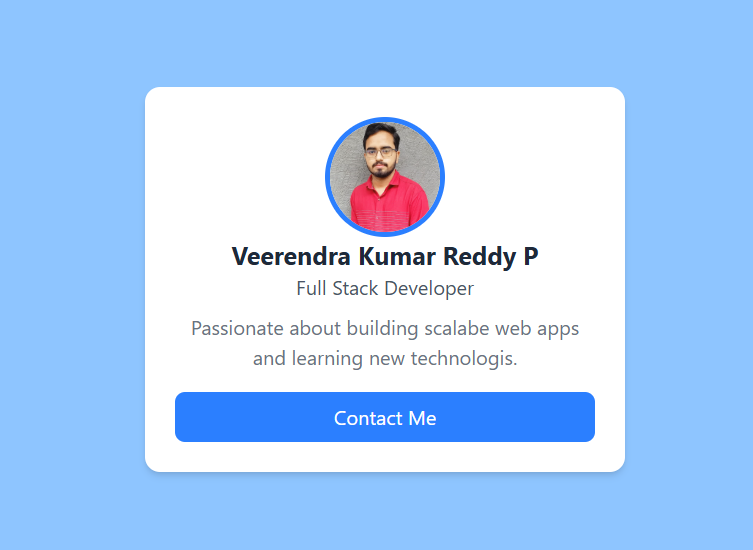 Veerendra Kumar Reddy P
Full Stack Developer
Passionate about building scalabe web apps
and learning new technologis.
Contact Me